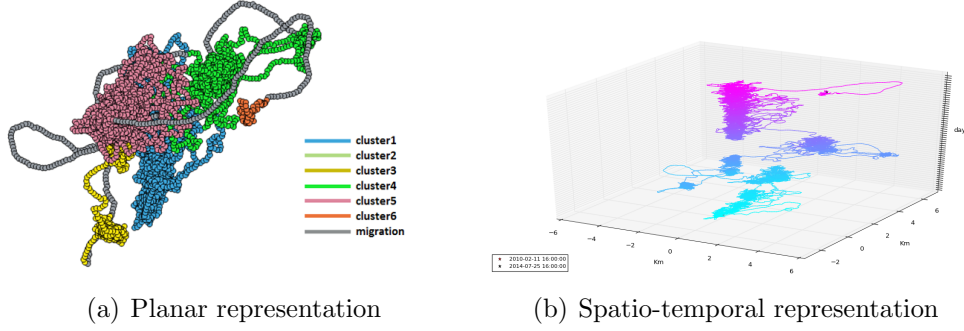 cluster1
cluster2
cluster3
cluster4
cluster5
cluster6
migration
day
6
4
2
0
−2
Km
−6
−4
−2
0
2
4
6
Km
2010-02-11 16:00:00
2014-07-25 16:00:00
(a) Planar representation
(b) Spatio-temporal representation